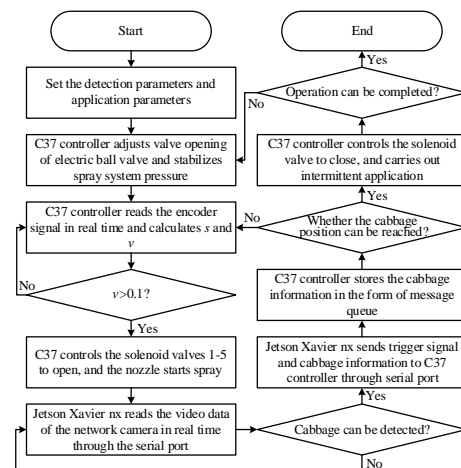 Start
Set the detection parameters and
application parameters
C37 controller adjusts valve opening
of electric ball valve and stabilizes
spray system pressure
C37 controller reads the encoder
signal in real time and calculates s and
v
No
v>0.1?
Yes
C37 controls the solenoid valves 1-5
to open, and the nozzle starts spray
Jetson Xavier nx reads the video data
of the network camera in real time
through the serial port
Cabbage can be detected?
No
Yes
Jetson Xavier nx sends trigger signal
and cabbage information to C37
controller through serial port
C37 controller stores the cabbage
information in the form of message
queue
Whether the cabbage
position can be reached?
No
Yes
C37 controller controls the solenoid
valve to close, and carries out
intermittent application
Operation can be completed?
No
Yes
End